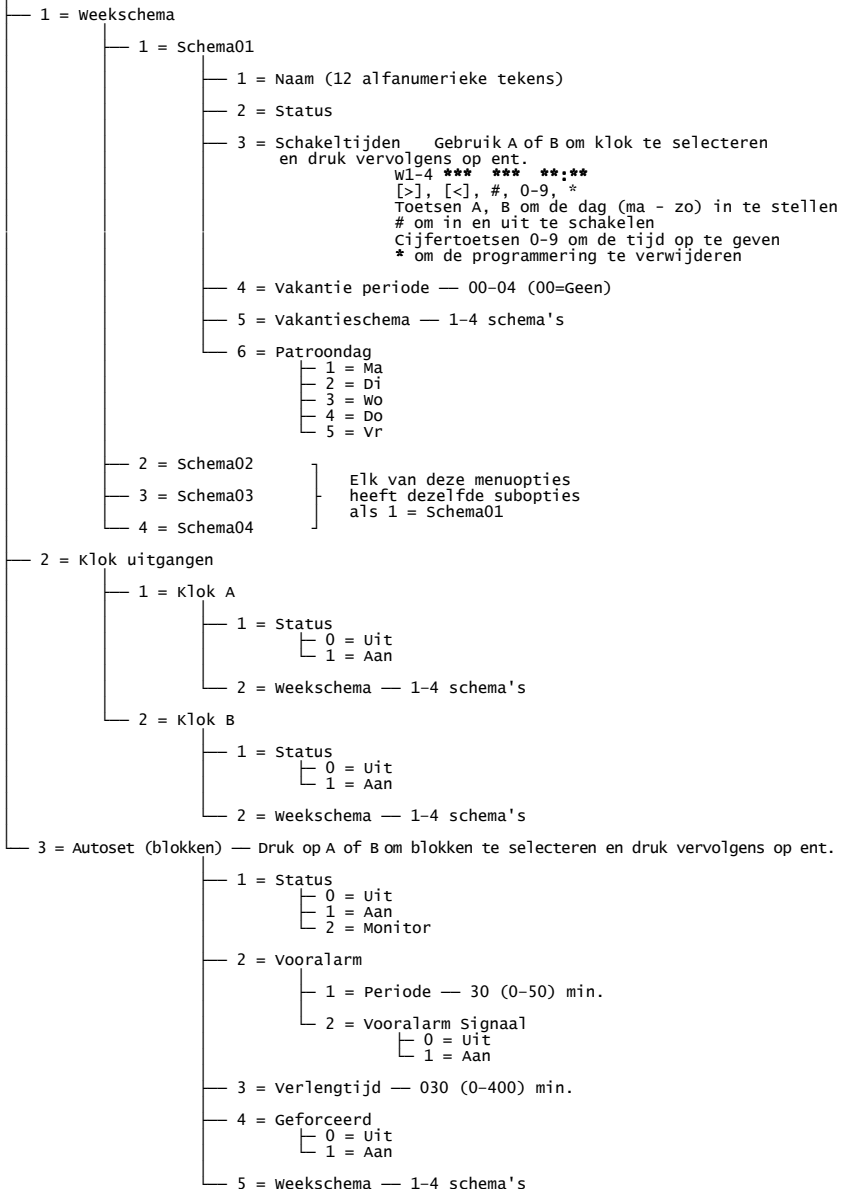 1 = Weekschema
1 = Schema01
1 = Naam (12 alfanumerieke tekens)
2 = Status
3 = Schakeltijden Gebruik A of B om klok te selecteren
en druk vervolgens op ent.
W1-4 *** *** **:**
[>], [<], #, 0-9, *
Toetsen A, B om de dag (ma - zo) in te stellen
# om in en uit te schakelen
Cijfertoetsen 0-9 om de tijd op te geven
* om de programmering te verwijderen
4 = Vakantie periode — 00-04 (00=Geen)
5 = Vakantieschema — 1-4 schema's
6 = Patroondag
1 = Ma
2 = Di
3 = Wo
4 = Do
5 = Vr
2 = Schema02
3 = Schema03
4 = Schema04
Elk van deze menuopties
heeft dezelfde subopties
als 1 = Schema01
2 = Klok uitgangen
1 = Klok A
1 = Status
0 = Uit
1 = Aan
2 = Weekschema — 1-4 schema's
2 = Klok B
1 = Status
0 = Uit
1 = Aan
2 = Weekschema — 1-4 schema's
3 = Autoset (blokken) — Druk op A of B om blokken te selecteren en druk vervolgens op ent.
1 = Status
0 = Uit
1 = Aan
2 = Monitor
2 = Vooralarm
1 = Periode — 30 (0-50) min.
2 = Vooralarm Signaal
0 = Uit
1 = Aan
3 = Verlengtijd — 030 (0-400) min.
4 = Geforceerd
0 = Uit
1 = Aan
5 = Weekschema — 1-4 schema's